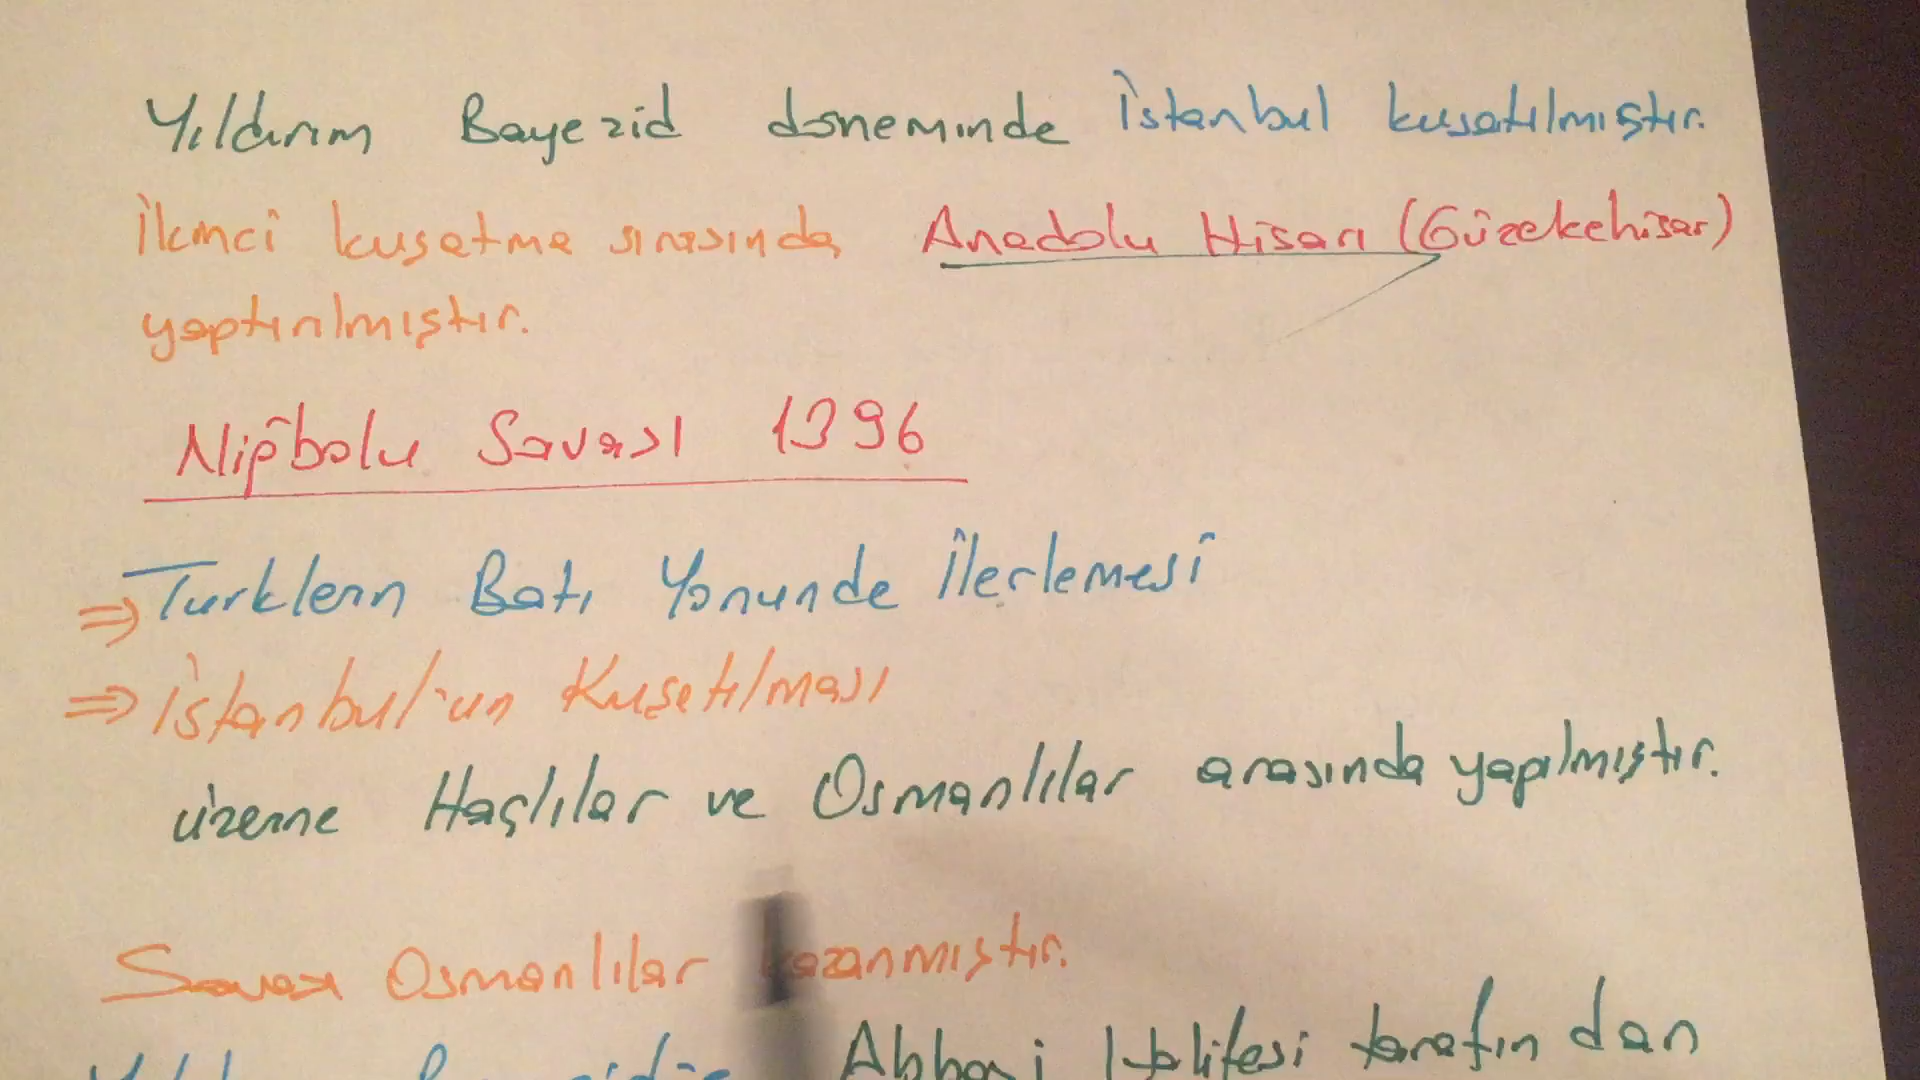 Yıldırım Bayezid döneminde İstanbul kuşatılmıştır.
İkinci kuşatma sırasında Anadolu Hisarı (Güzekcehisar)
yaptırılmıştır.
Niğbolu Savaşı 1396
⇒ Türklerin Batı Yönünde İlerlemesi
⇒ İstanbul'un Kuşatılması
üzerine Haçlılar ve Osmanlılar arasında yapılmıştır.
Savaşı Osmanlılar kazanmıştır.
Abbasi Halifesi tarafından